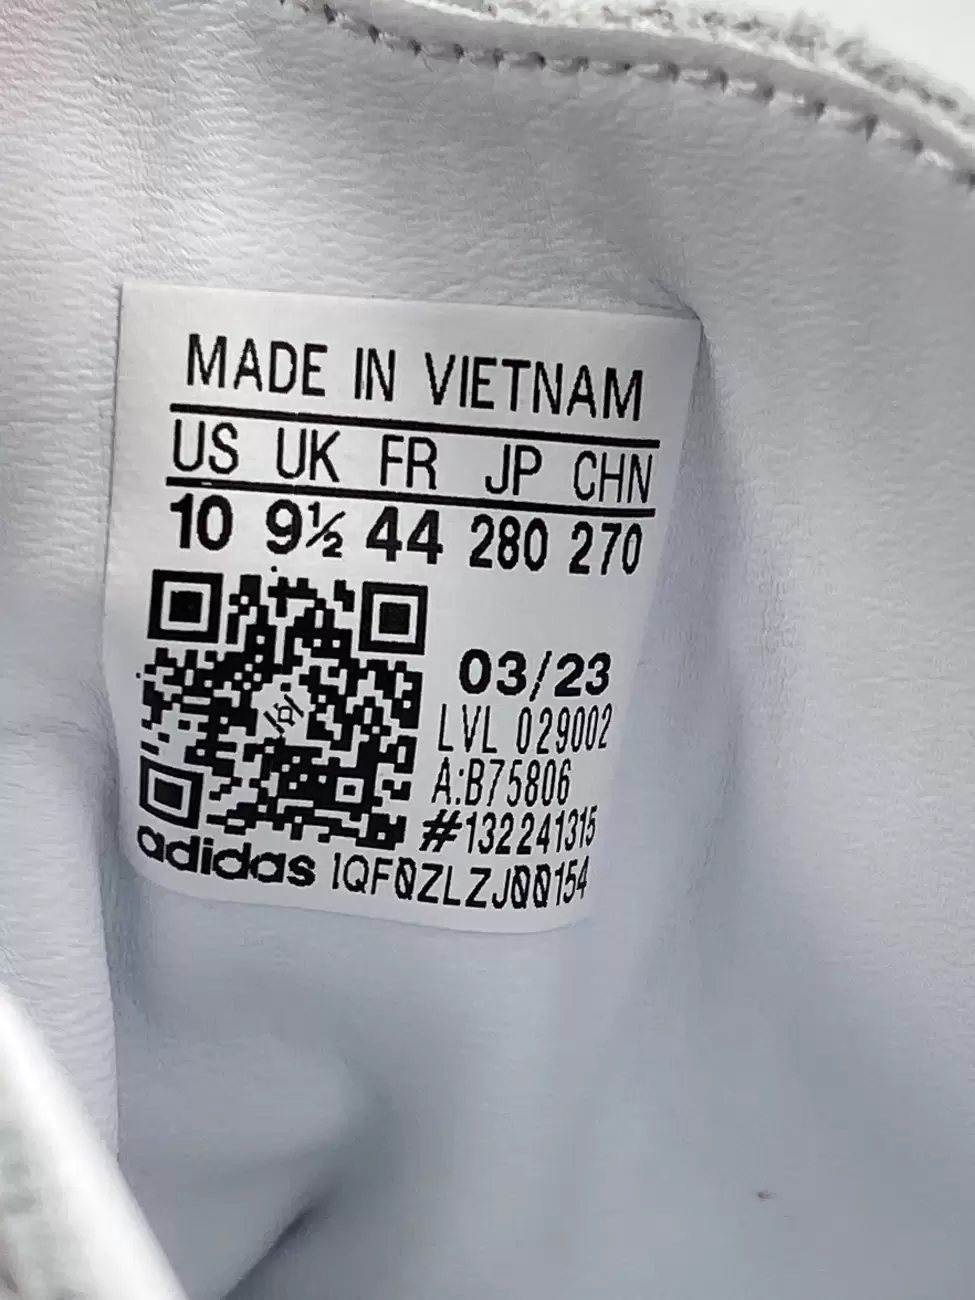 MADE IN VIETNAM
US UK FR JP CHN
10 9½ 44 280 270
03/23
LVL 029002
A:B75806
#132241315
adidas 1QF0ZLZJ00154